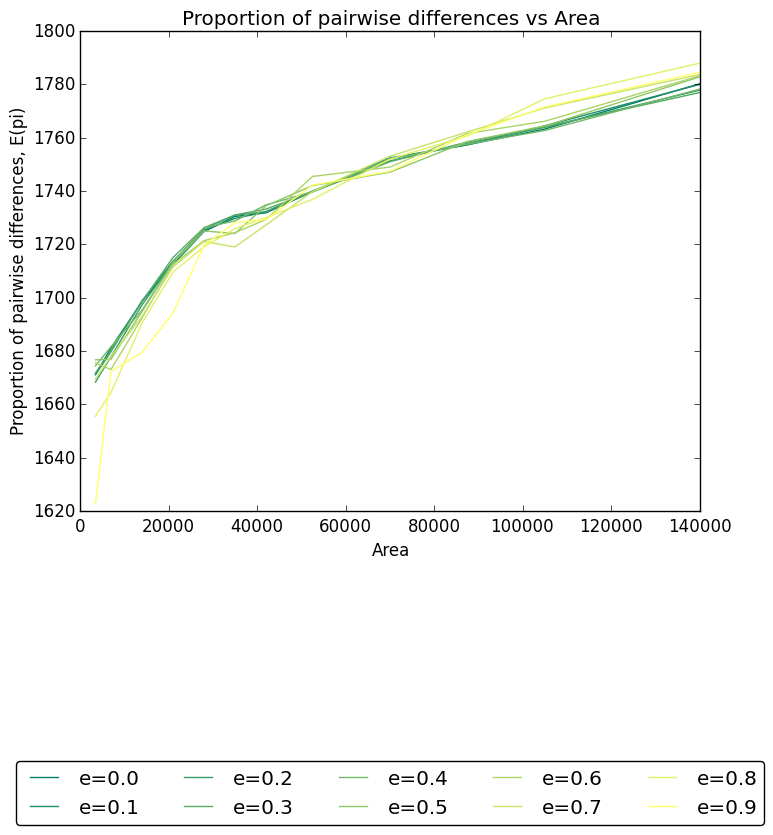 Proportion of pairwise differences vs Area
Proportion of pairwise differences, E(pi)
1800
1780
1760
1740
1720
1700
1680
1660
1640
1620
0 20000 40000 60000 80000 100000 120000 140000
Area
e=0.0 e=0.2 e=0.4 e=0.6 e=0.8
e=0.1 e=0.3 e=0.5 e=0.7 e=0.9